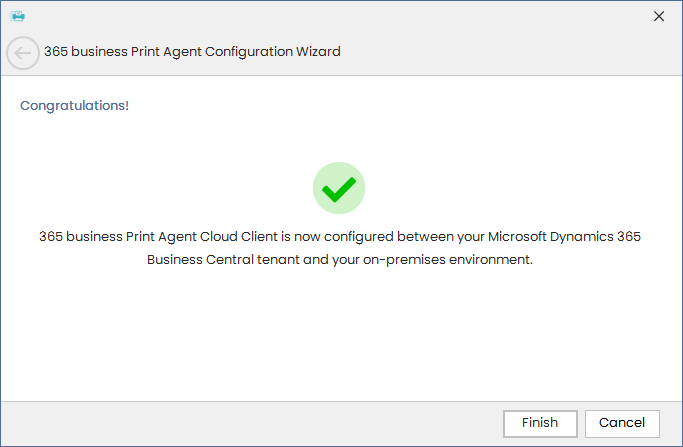 365 business Print Agent Configuration Wizard
Congratulations!
365 business Print Agent Cloud Client is now configured between your Microsoft Dynamics 365
Business Central tenant and your on-premises environment.
Finish Cancel